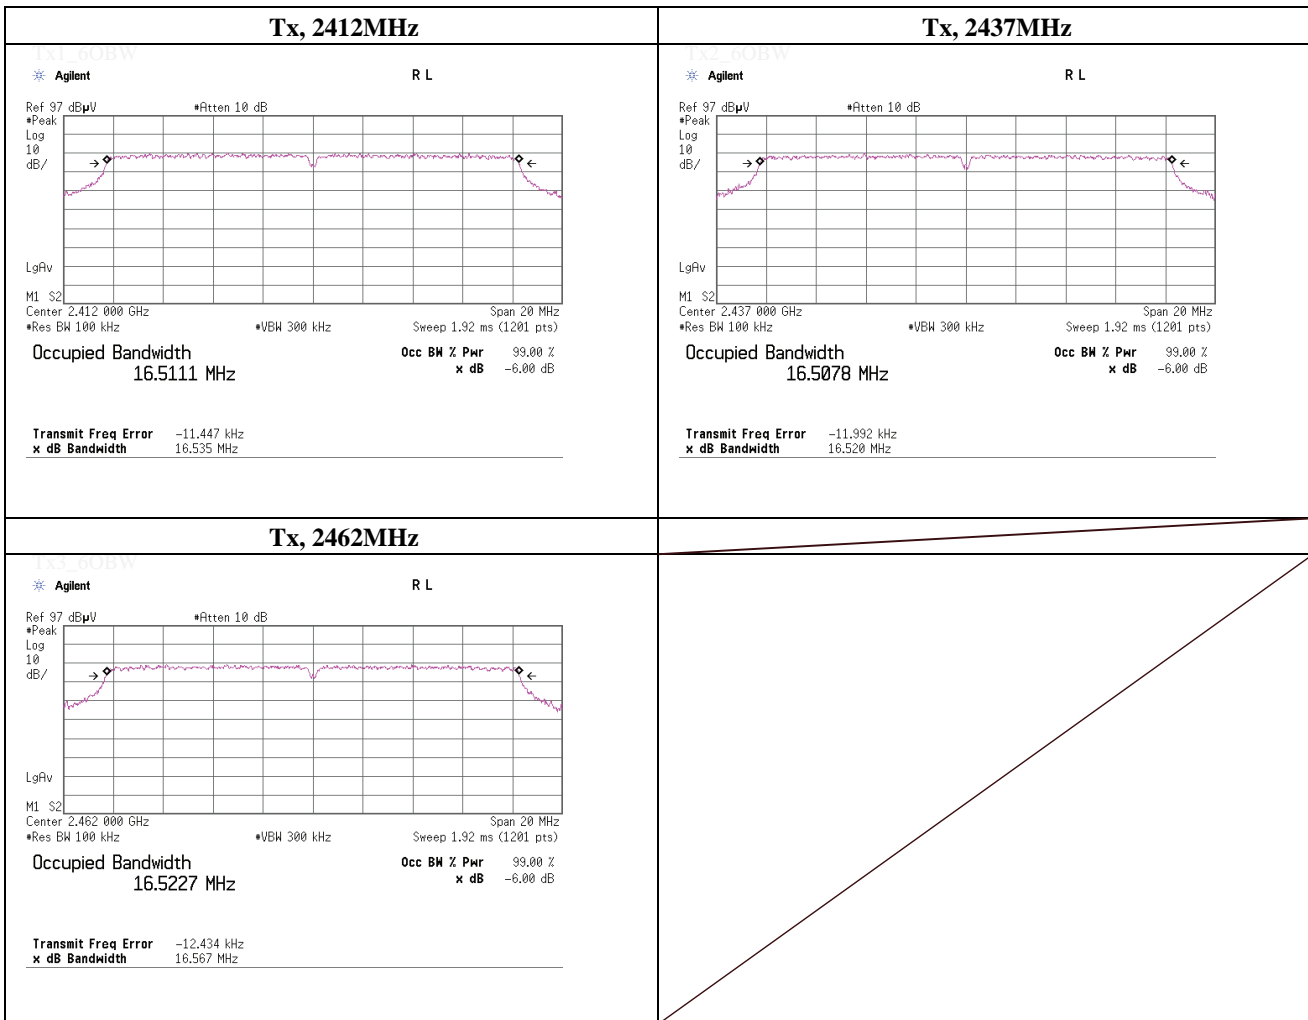 Tx, 2412MHz
Tx1_6OBW
Agilent
R L
Ref 97 dBµV #Atten 10 dB
#Peak
Log
10
dB/
LgAv
M1 S2
Center 2.412 000 GHz Span 20 MHz
#Res BW 100 kHz #VBW 300 kHz Sweep 1.92 ms (1201 pts)
Occupied Bandwidth Occ BW % Pwr 99.00 %
16.5111 MHz x dB -6.00 dB
Transmit Freq Error -11.447 kHz
x dB Bandwidth 16.535 MHz
Tx, 2437MHz
Tx2_6OBW
Agilent
R L
Ref 97 dBµV #Atten 10 dB
#Peak
Log
10
dB/
LgAv
M1 S2
Center 2.437 000 GHz Span 20 MHz
#Res BW 100 kHz #VBW 300 kHz Sweep 1.92 ms (1201 pts)
Occupied Bandwidth Occ BW % Pwr 99.00 %
16.5078 MHz x dB -6.00 dB
Transmit Freq Error -11.992 kHz
x dB Bandwidth 16.520 MHz
Tx, 2462MHz
Tx3_6OBW
Agilent
R L
Ref 97 dBµV #Atten 10 dB
#Peak
Log
10
dB/
LgAv
M1 S2
Center 2.462 000 GHz Span 20 MHz
#Res BW 100 kHz #VBW 300 kHz Sweep 1.92 ms (1201 pts)
Occupied Bandwidth Occ BW % Pwr 99.00 %
16.5227 MHz x dB -6.00 dB
Transmit Freq Error -12.434 kHz
x dB Bandwidth 16.567 MHz